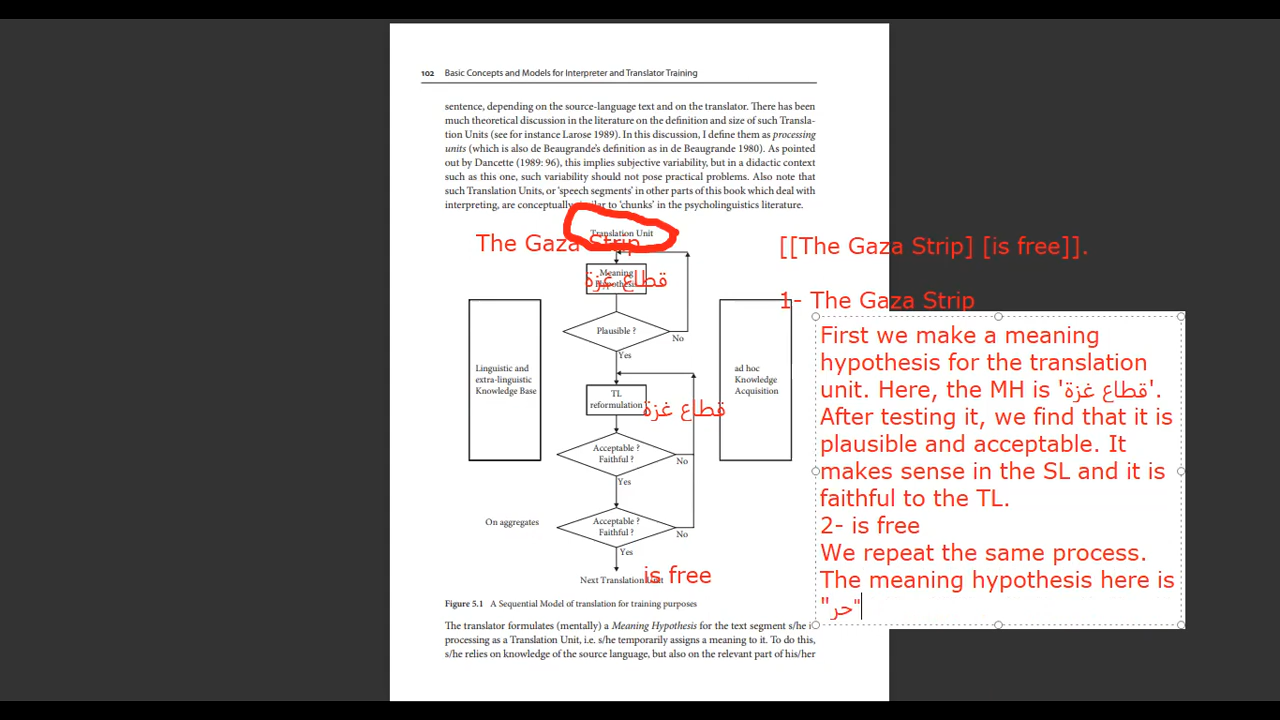 102 Basic Concepts and Models for Interpreter and Translator Training
sentence, depending on the source-language text and on the translator. There has been
much theoretical discussion in the literature on the definition and size of such Transla-
tion Units (see for instance Larose 1989). In this discussion, I define them as processing
units (which is also de Beaugrande's definition as in de Beaugrande 1980). As pointed
out by Dancette (1989: 96), this implies subjective variability, but in a didactic context
such as this one, such variability should not pose practical problems. Also note that
such Translation Units, or 'speech segments' in other parts of this book which deal with
interpreting, are conceptually similar to 'chunks' in the psycholinguistics literature.
Translation Unit
The Gaza Strip
Meaning
Hypothesis
قطاع غزة
Plausible ?
No
Yes
Linguistic and
extra-linguistic
Knowledge Base
ad hoc
Knowledge
Acquisition
TL
reformulation
قطاع غزة
Acceptable ?
Faithful ?
No
Yes
On aggregates
Acceptable ?
Faithful ?
No
Yes
Next Translation Unit
is free
Figure 5.1 A Sequential Model of translation for training purposes
The translator formulates (mentally) a Meaning Hypothesis for the text segment s/he i
processing as a Translation Unit, i.e. s/he temporarily assigns a meaning to it. To do this,
s/he relies on knowledge of the source language, but also on the relevant part of his/her
[[The Gaza Strip] [is free]].
1- The Gaza Strip
First we make a meaning
hypothesis for the translation
unit. Here, the MH is 'قطاع غزة'.
After testing it, we find that it is
plausible and acceptable. It
makes sense in the SL and it is
faithful to the TL.
2- is free
We repeat the same process.
The meaning hypothesis here is
"حر"